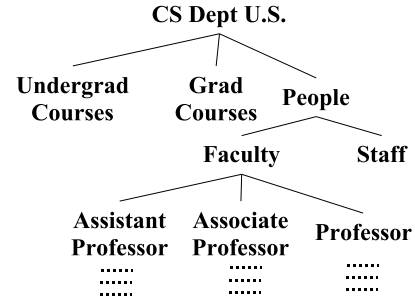 CS Dept U.S.
Undergrad
Courses
Grad
Courses
People
Faculty
Staff
Assistant
Professor
Associate
Professor
Professor